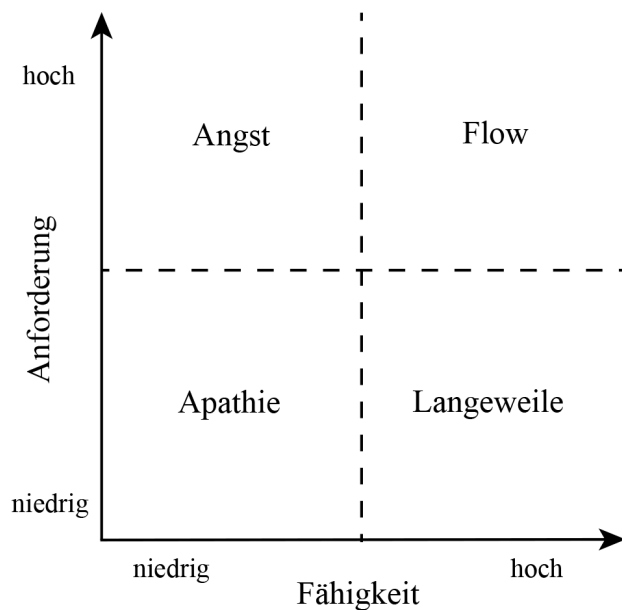 hoch
Angst
Flow
Anforderung
Apathie
Langeweile
niedrig
niedrig
hoch
Fähigkeit